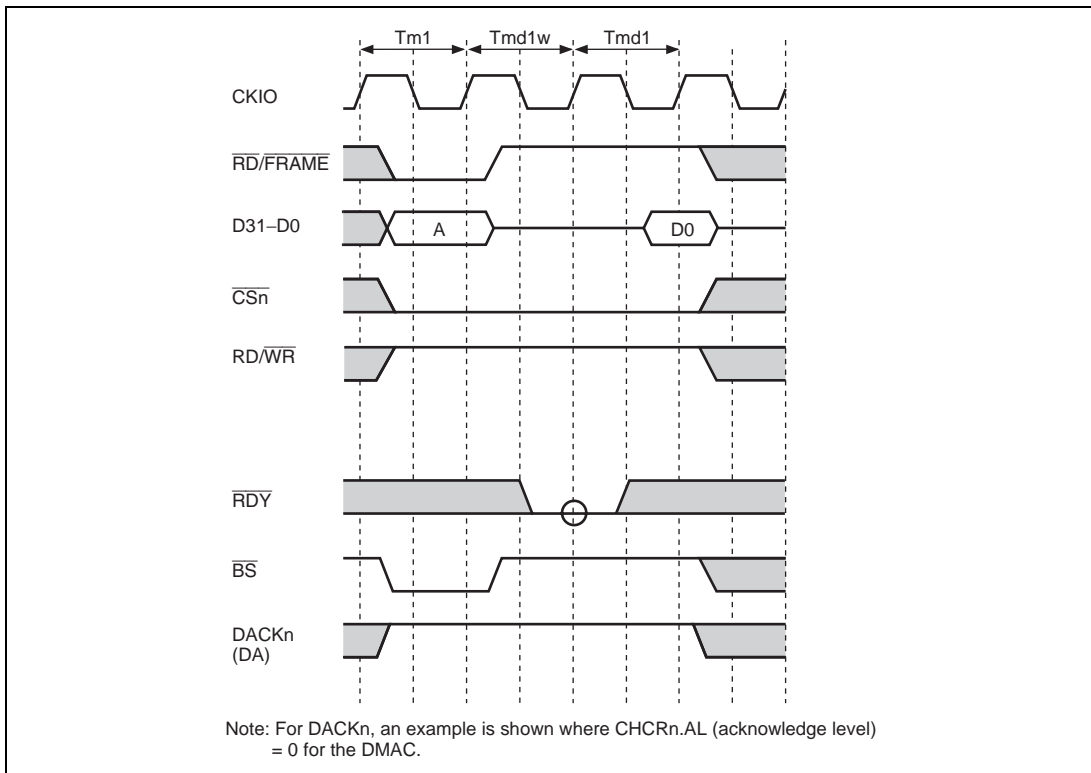 Tm1 Tmd1w Tmd1
CKIO
RD/FRAME
D31–D0
A
D0
CSn
RD/WR
RDY
BS
DACKn
(DA)
Note: For DACKn, an example is shown where CHCRn.AL (acknowledge level)
= 0 for the DMAC.